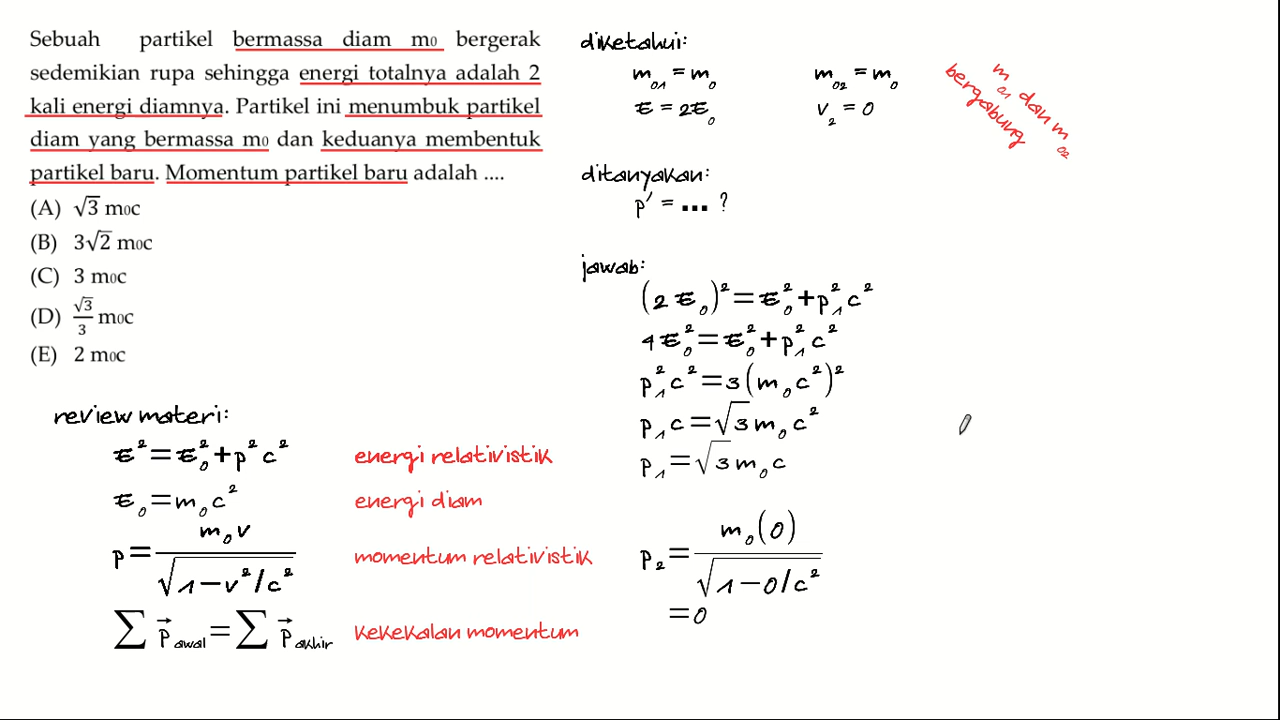 Sebuah partikel bermassa diam m₀ bergerak
sedemikian rupa sehingga energi totalnya adalah 2
kali energi diamnya. Partikel ini menumbuk partikel
diam yang bermassa m₀ dan keduanya membentuk
partikel baru. Momentum partikel baru adalah ....
(A) √3 m₀c
(B) 3√2 m₀c
(C) 3 m₀c
(D) √3/3 m₀c
(E) 2 m₀c
review materi:
E² = E₀² + p²c² energi relativistik
E₀ = m₀c² energi diam
p = m₀v / √(1 − v²/c²) momentum relativistik
∑ p⃗ awal = ∑ p⃗ akhir kekekalan momentum
diketahui:
m₀₁ = m₀ m₀₂ = m₀
E = 2E₀ v₂ = 0
m₀₁ dan m₀₂
bergabung
ditanyakan:
p' = ... ?
jawab:
(2E₀)² = E₀² + p₁²c²
4E₀² = E₀² + p₁²c²
p₁²c² = 3(m₀c²)²
p₁c = √3 m₀c²
p₁ = √3 m₀c
p₂ = m₀(0) / √(1 − 0/c²)
= 0